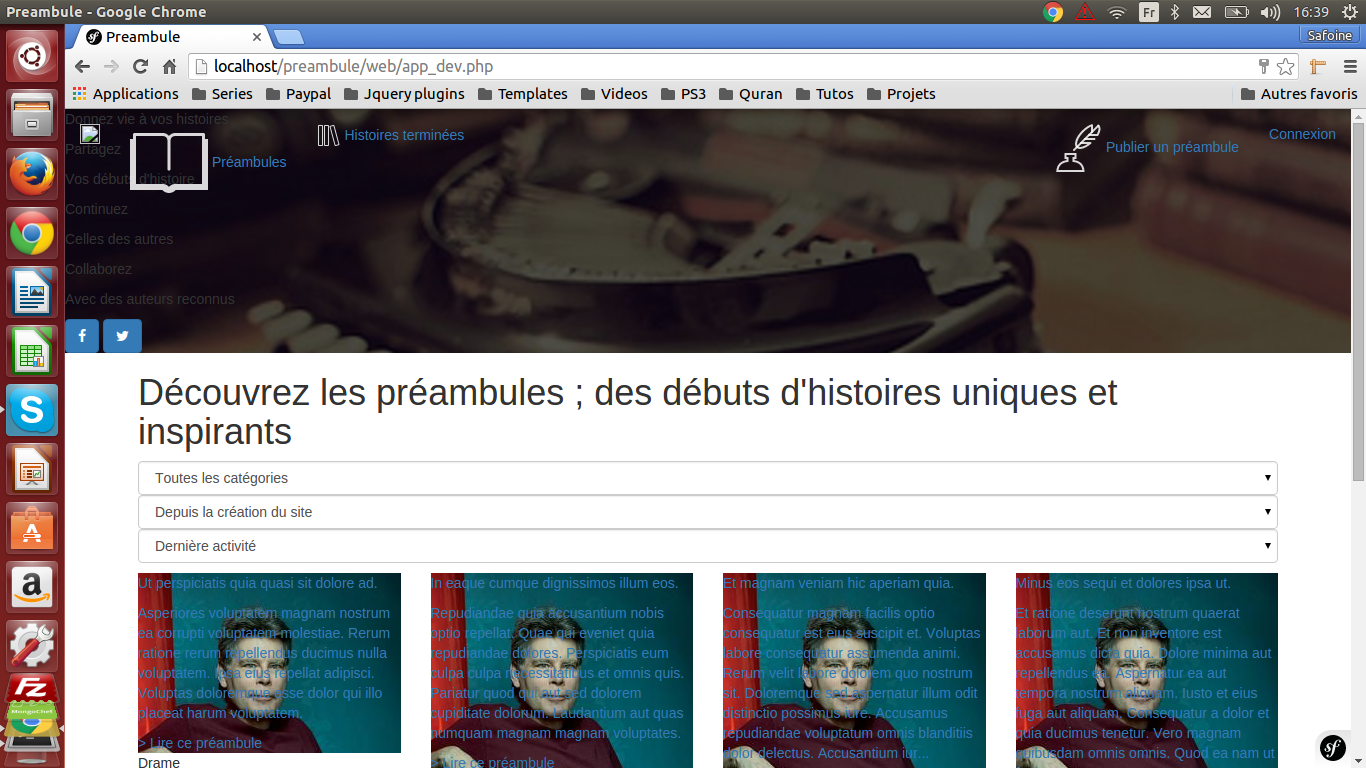 Preambule - Google Chrome
Fr
16:39
Preambule
Safoine
localhost/preambule/web/app_dev.php
Applications Series Paypal Jquery plugins Templates Videos PS3 Quran Tutos Projets Autres favoris
Donnez vie à vos histoires
Partagez
Vos débuts d'histoire
Continuez
Celles des autres
Collaborez
Avec des auteurs reconnus
Préambules
Histoires terminées
Publier un préambule
Connexion
Découvrez les préambules ; des débuts d'histoires uniques et
inspirants
Toutes les catégories
Depuis la création du site
Dernière activité
Ut perspiciatis quia quasi sit dolore ad.
Asperiores voluptatem magnam nostrum
ea corrupti voluptatem molestiae. Rerum
ratione rerum repellendus ducimus nulla
voluptatem. Ipsa eius repellat adipisci.
Voluptas doloremque esse dolor qui illo
placeat harum voluptatem.
> Lire ce préambule
Drame
In eaque cumque dignissimos illum eos.
Repudiandae quia accusantium nobis
optio repellat. Quae qui eveniet quia
repudiandae dolores. Perspiciatis eum
culpa culpa necessitatibus et omnis quis.
Pariatur quod qui aut sed dolorem
cupiditate dolorum. Laudantium aut quas
numquam magnam magnam voluptates.
> Lire ce préambule
Et magnam veniam hic aperiam quia.
Consequatur magnam facilis optio
consequatur est eius suscipit et. Voluptas
labore consequatur assumenda animi.
Rerum velit labore dolorem quo nostrum
sit. Doloremque sed aspernatur illum odit
distinctio possimus iure. Accusamus
repudiandae voluptatum omnis blanditiis
dolor delectus. Accusantium iur...
Minus eos sequi et dolores ipsa ut.
Et ratione deserunt nostrum quaerat
laborum aut. Et non inventore est
accusamus dicta quia. Dolore minima aut
repellendus ea. Aspernatur ea aut
tempora nostrum aliquam. Iusto et eius
fuga aut aliquam. Consequatur a dolor et
quia ducimus tenetur. Vero magnam
quibusdam omnis omnis. Quod ea nam ut
MongoChef